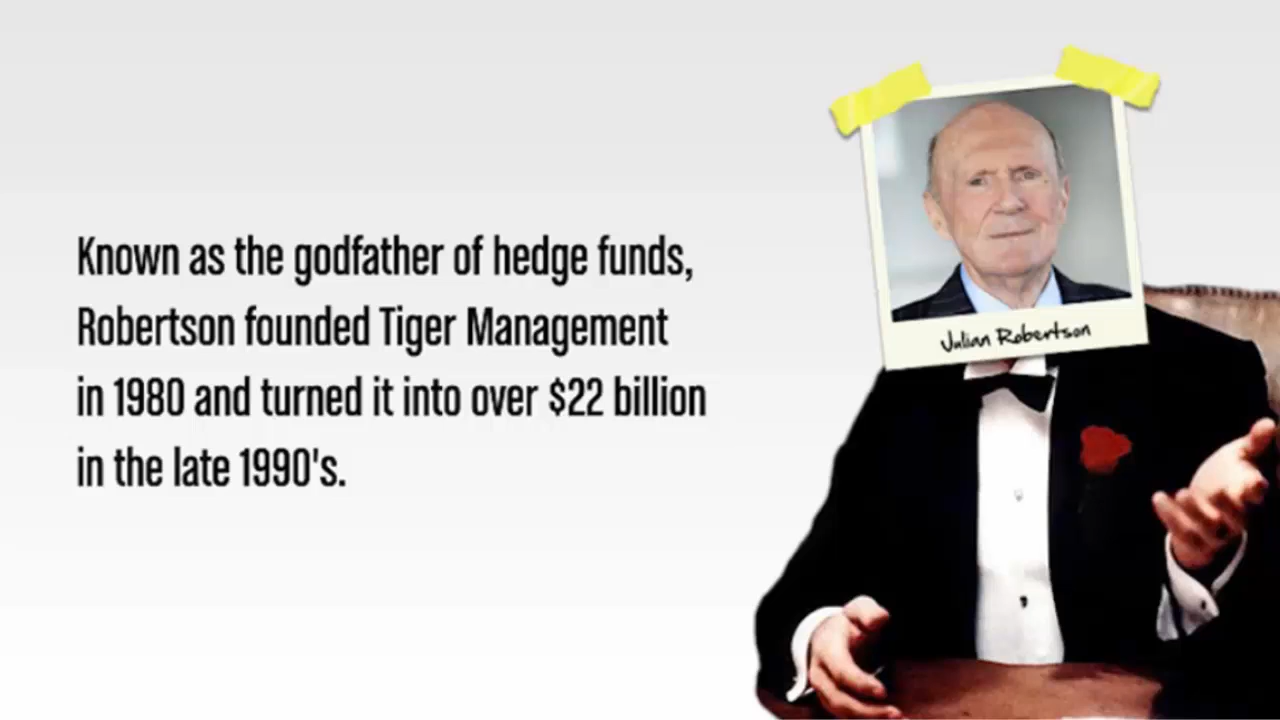 Known as the godfather of hedge funds,
Robertson founded Tiger Management
in 1980 and turned it into over $22 billion
in the late 1990's.
Julian Robertson